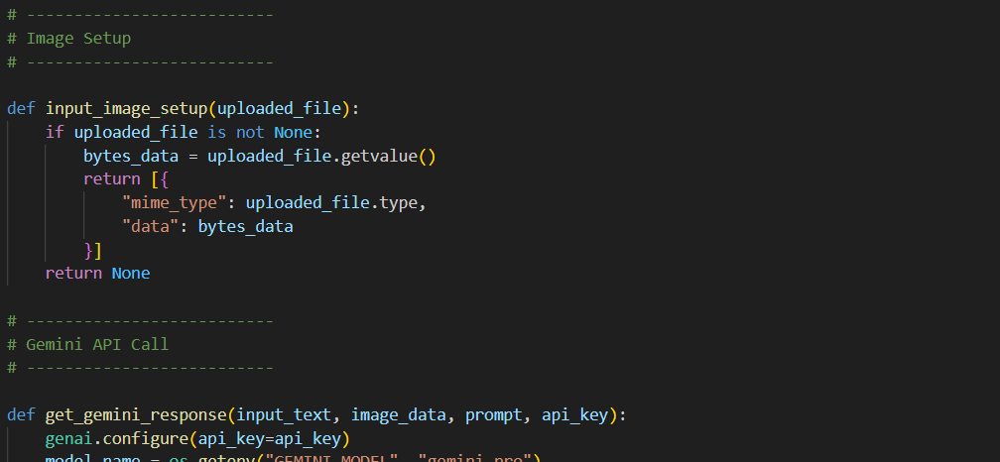 # --------------------------
# Image Setup
# --------------------------
def input_image_setup(uploaded_file):
    if uploaded_file is not None:
        bytes_data = uploaded_file.getvalue()
        return [{
            "mime_type": uploaded_file.type,
            "data": bytes_data
        }]
    return None
# --------------------------
# Gemini API Call
# --------------------------
def get_gemini_response(input_text, image_data, prompt, api_key):
    genai.configure(api_key=api_key)
    model_name = os.getenv("GEMINI_MODEL", "gemini-pro")